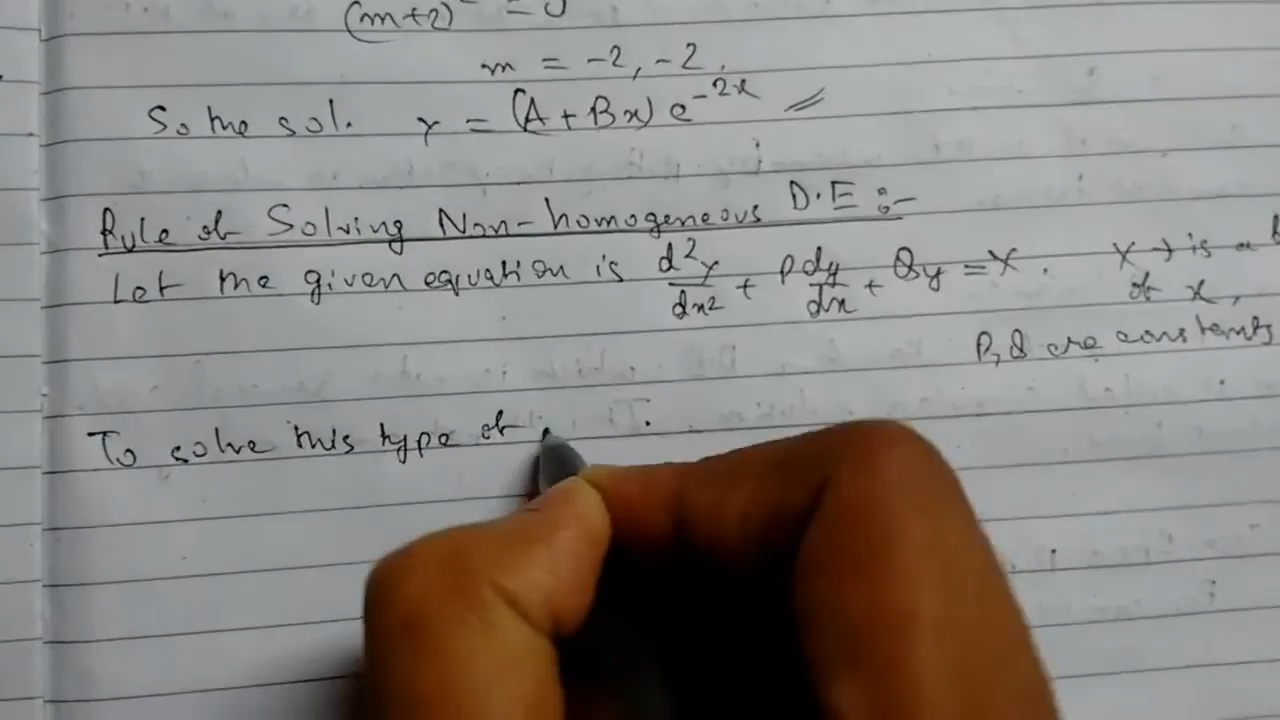 (m+2) = 0
m = -2, -2.
So the sol. y = (A + Bx) e^-2x
Rule of Solving Non-homogeneous D.E :-
Let the given equation is d²y/dx² + P dy/dx + Qy = X. X → is a
of x,
P, Q are constants
To solve this type of